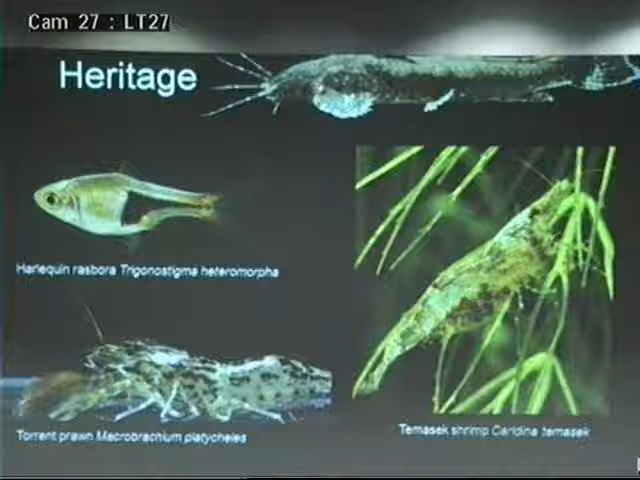 Cam 27 : LT27
Heritage
Harlequin rasbora Trigonostigma heteromorpha
Torrent prawn Macrobrachium platycheles
Temasek shrimp Caridina temasek